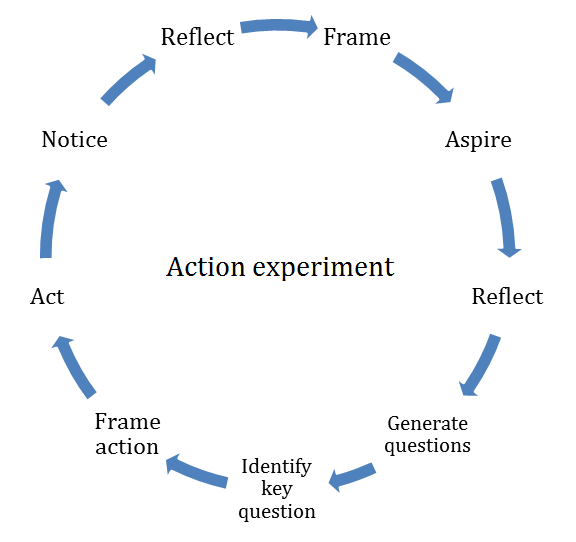 Reflect
Frame
Aspire
Reflect
Generate
questions
Identify
key
question
Frame
action
Act
Notice
Action experiment